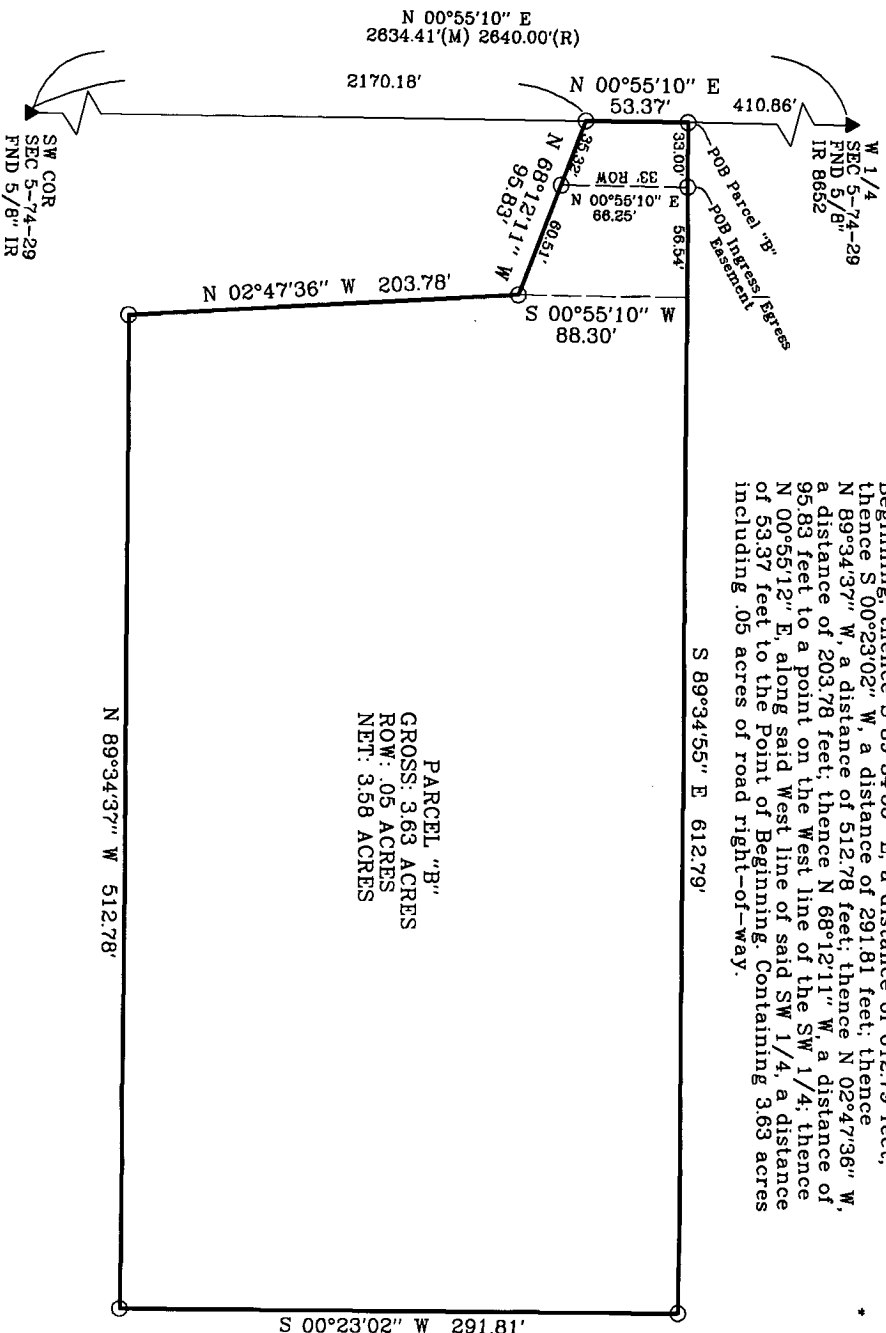 N 00°55'10" E
2634.41'(M) 2640.00'(R)
2170.18'
N 00°55'10" E
53.37'
410.86'
W 1/4
SEC 5-74-29
FND 5/8"
IR 8652
SW COR
SEC 5-74-29
FND 5/8" IR
POB Parcel "B"
POB Ingress/Egress
Easement
33.00'
56.54'
35.32'
60.51'
33' ROW
N 00°55'10" E
66.25'
N 68°12'11" W
95.83'
N 02°47'36" W 203.78'
S 00°55'10" W
88.30'
S 89°34'55" E 612.79'
thence S 00°23'02" W, a distance of 291.81 feet; thence
N 89°34'37" W, a distance of 512.78 feet; thence N 02°47'36" W,
a distance of 203.78 feet; thence N 68°12'11" W, a distance of
95.83 feet to a point on the West line of the SW 1/4; thence
N 00°55'12" E, along said West line of said SW 1/4, a distance
of 53.37 feet to the Point of Beginning. Containing 3.63 acres
including .05 acres of road right-of-way.
*
PARCEL "B"
GROSS: 3.63 ACRES
ROW: .05 ACRES
NET: 3.58 ACRES
N 89°34'37" W 512.78'
S 00°23'02" W 291.81'